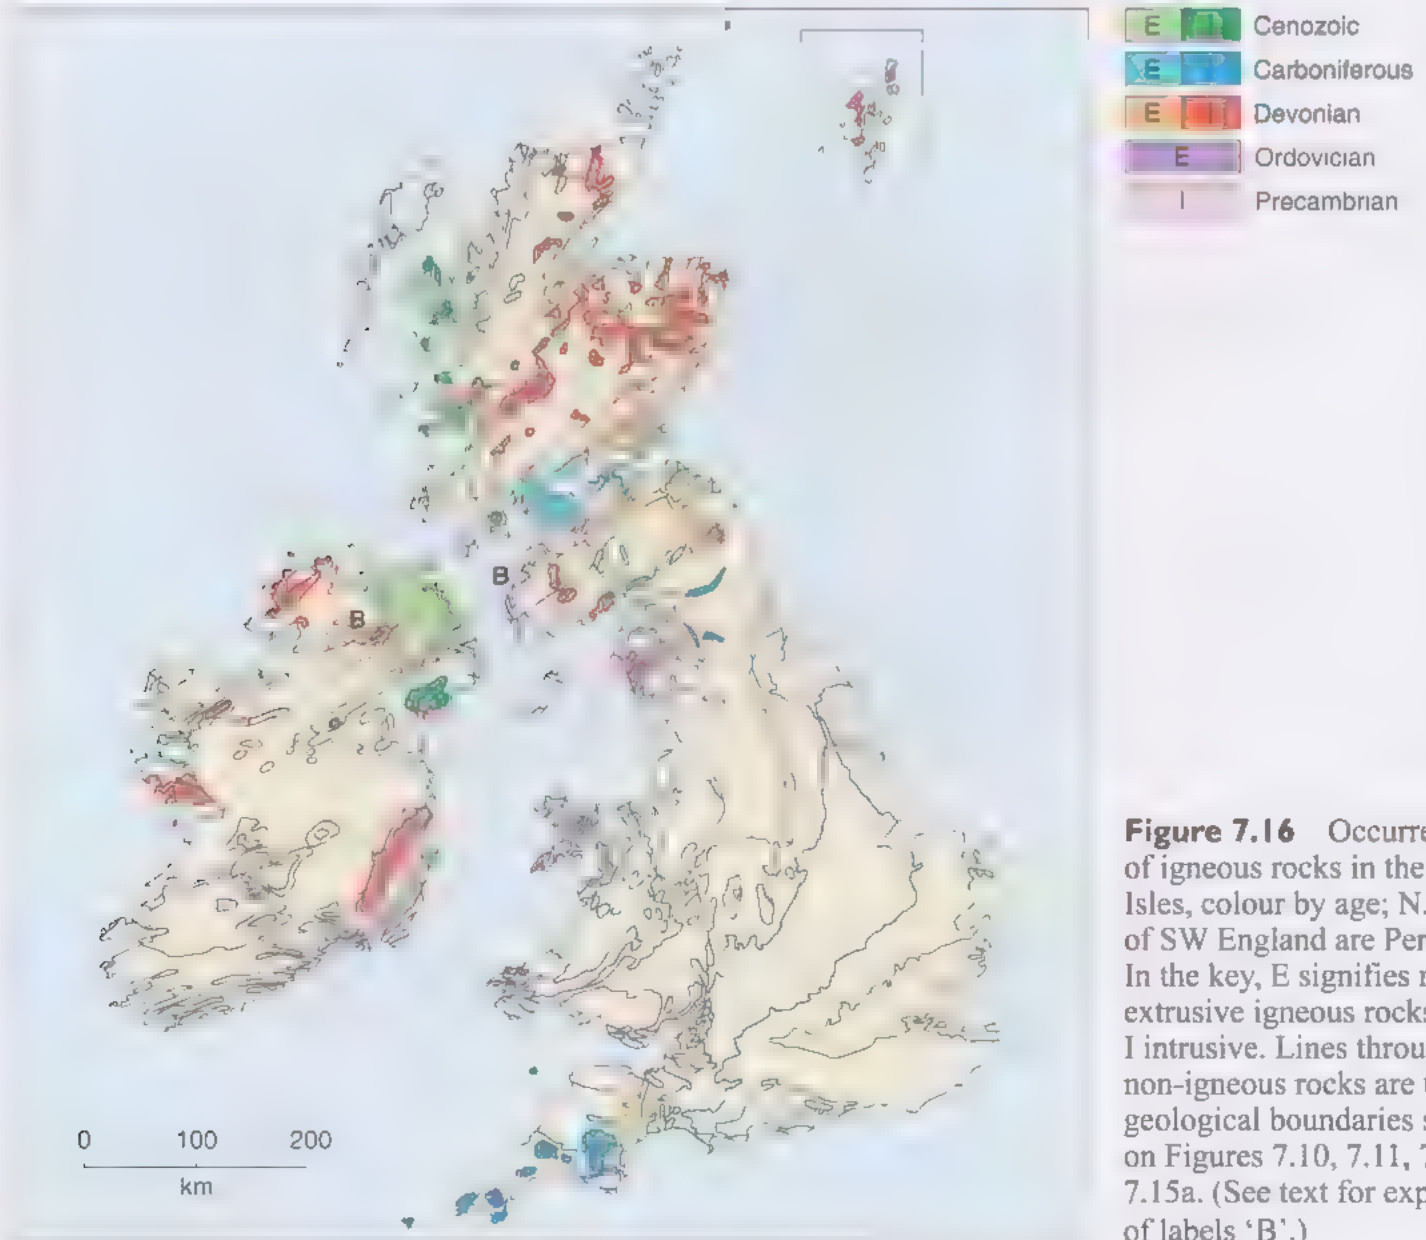 E I Cenozoic
E I Carboniferous
E I Devonian
E Ordovician
I Precambrian
B
B
0 100 200
km
Figure 7.16 Occurre
of igneous rocks in the
Isles, colour by age; N.
of SW England are Per
In the key, E signifies
extrusive igneous rocks
I intrusive. Lines throu
non-igneous rocks are
geological boundaries s
on Figures 7.10, 7.11, 7
7.15a. (See text for exp
of labels ‘B’.)